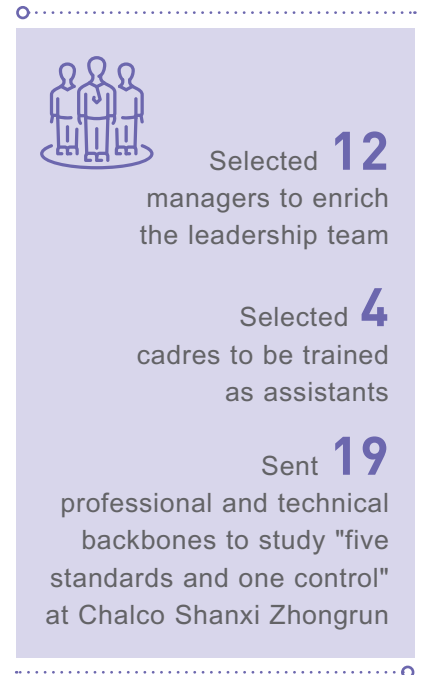 Selected 12
managers to enrich
the leadership team
Selected 4
cadres to be trained
as assistants
Sent 19
professional and technical
backbones to study "five
standards and one control"
at Chalco Shanxi Zhongrun